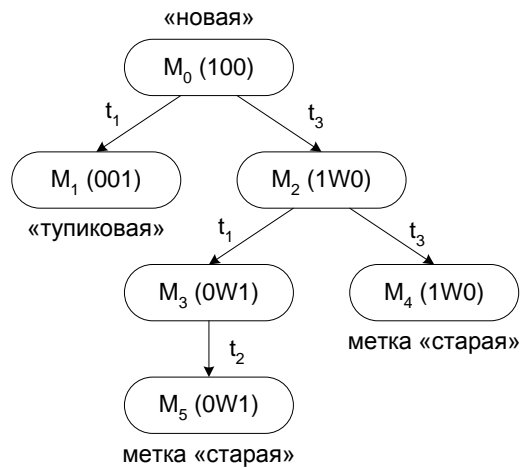 «новая»
M₀ (100)
t₁ t₃
M₁ (001) M₂ (1W0)
«тупиковая»
t₁ t₃
M₃ (0W1) M₄ (1W0)
метка «старая»
t₂
M₅ (0W1)
метка «старая»